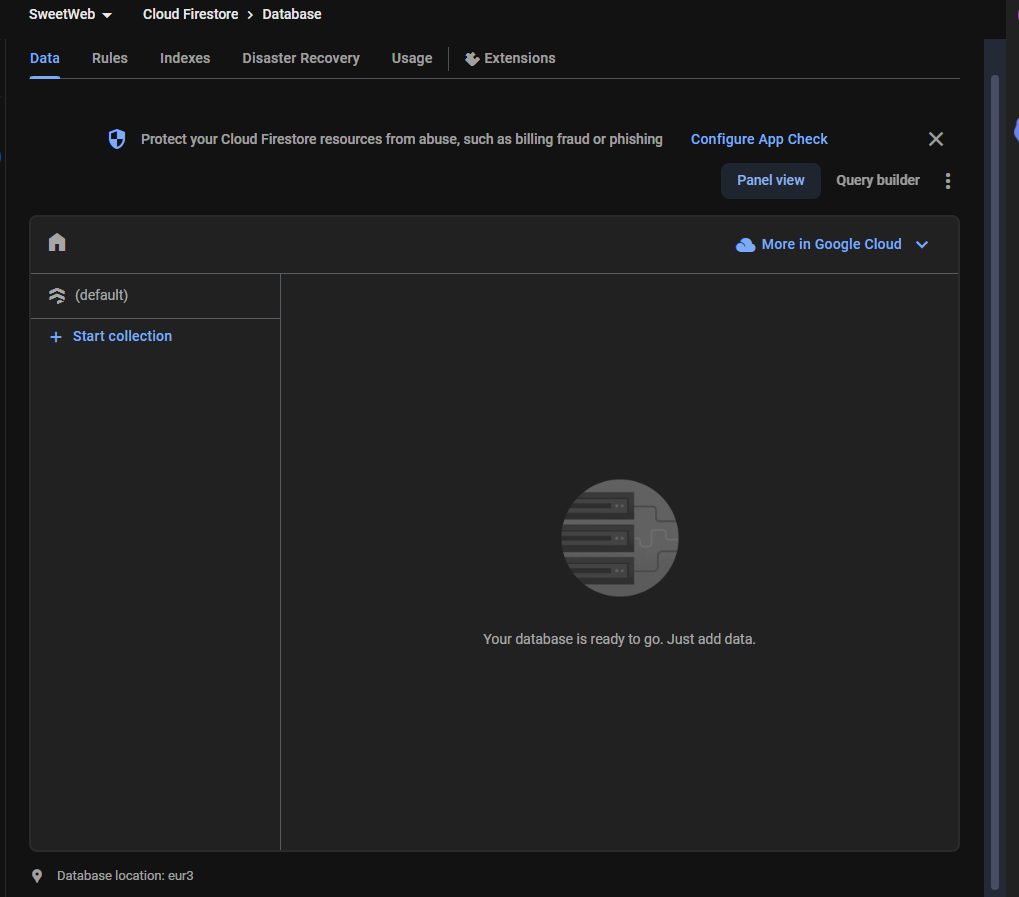 SweetWeb
Cloud Firestore > Database
Data Rules Indexes Disaster Recovery Usage Extensions
Protect your Cloud Firestore resources from abuse, such as billing fraud or phishing Configure App Check
Panel view Query builder
More in Google Cloud
(default)
+ Start collection
Your database is ready to go. Just add data.
Database location: eur3